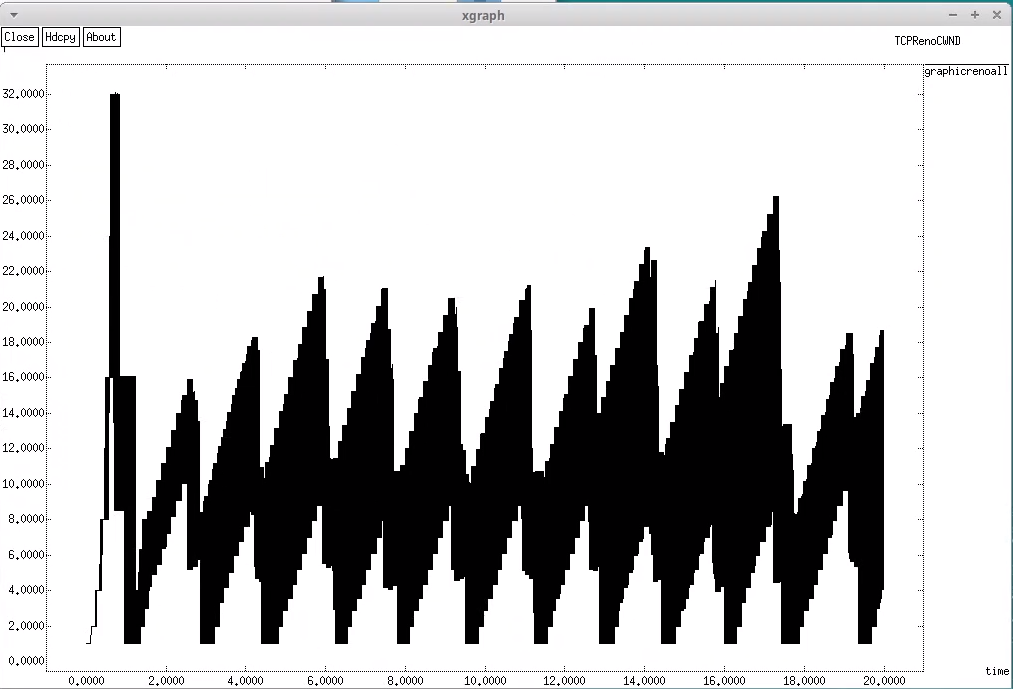 xgraph
Close Hdcpy About
TCPRenoCWND
graphicrenoall
32.0000
30.0000
28.0000
26.0000
24.0000
22.0000
20.0000
18.0000
16.0000
14.0000
12.0000
10.0000
8.0000
6.0000
4.0000
2.0000
0.0000
time
0.0000 2.0000 4.0000 6.0000 8.0000 10.0000 12.0000 14.0000 16.0000 18.0000 20.0000